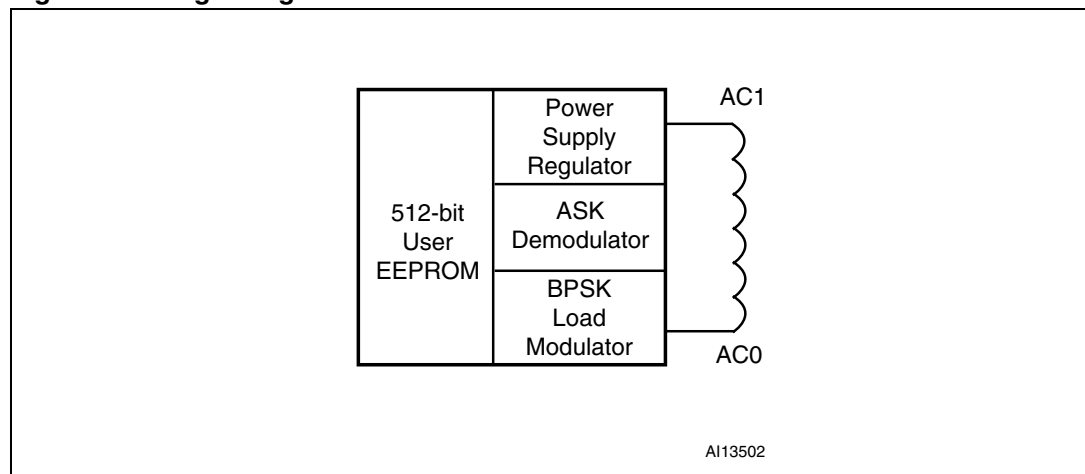 Power
Supply
Regulator
AC1
512-bit
User
EEPROM
ASK
Demodulator
BPSK
Load
Modulator
AC0
AI13502